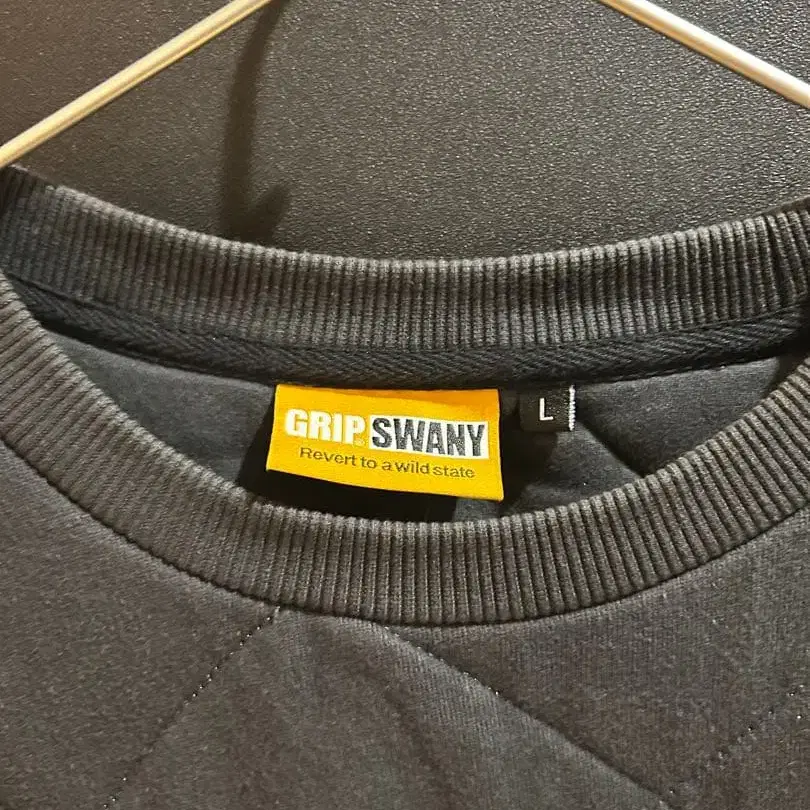 GRIP SWANY
Revert to a wild state
L